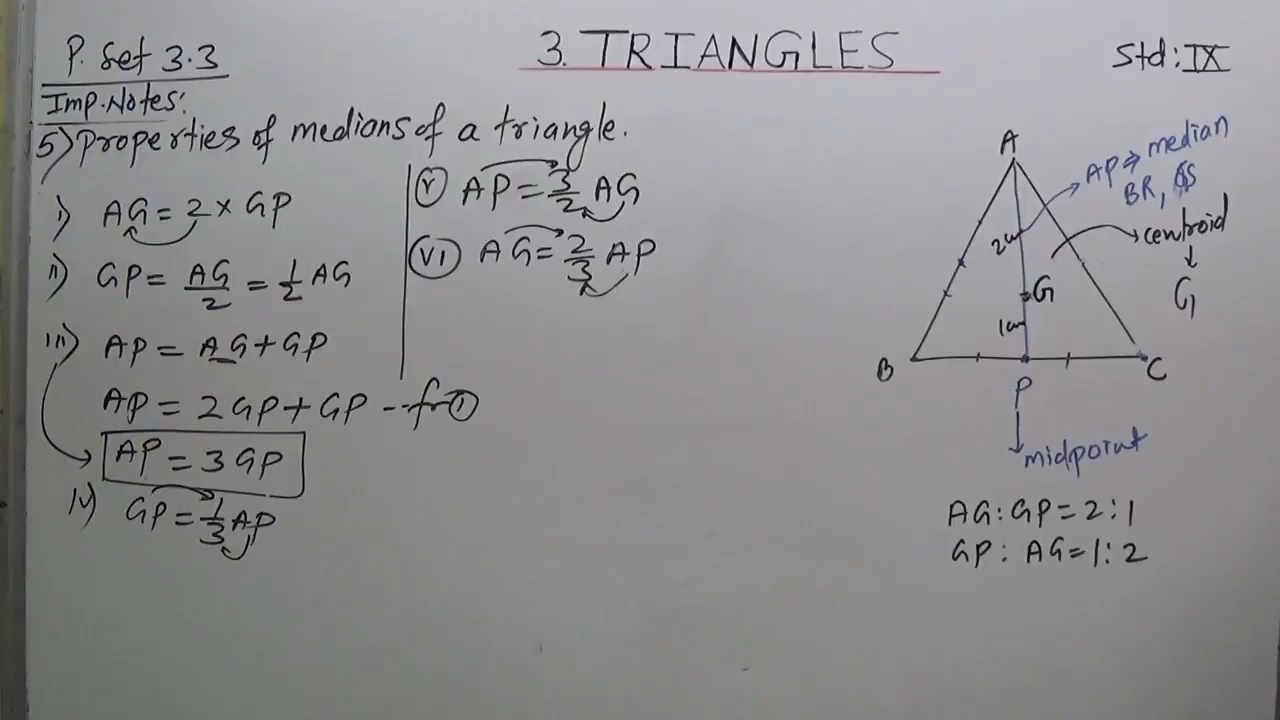 P. Set 3.3
3. TRIANGLES
Std: IX
Imp. Notes:
5) Properties of medians of a triangle.
i) AG = 2 × GP
ii) GP = AG/2 = 1/2 AG
iii) AP = AG + GP
AP = 2GP + GP --- fr ①
AP = 3 GP
iv) GP = 1/3 AP
v) AP = 3/2 AG
vi) AG = 2/3 AP
A
AP ⇒ median
BR,
centroid
G
2cm
G
1cm
B
P
C
midpoint
AG : GP = 2 : 1
GP : AG = 1 : 2